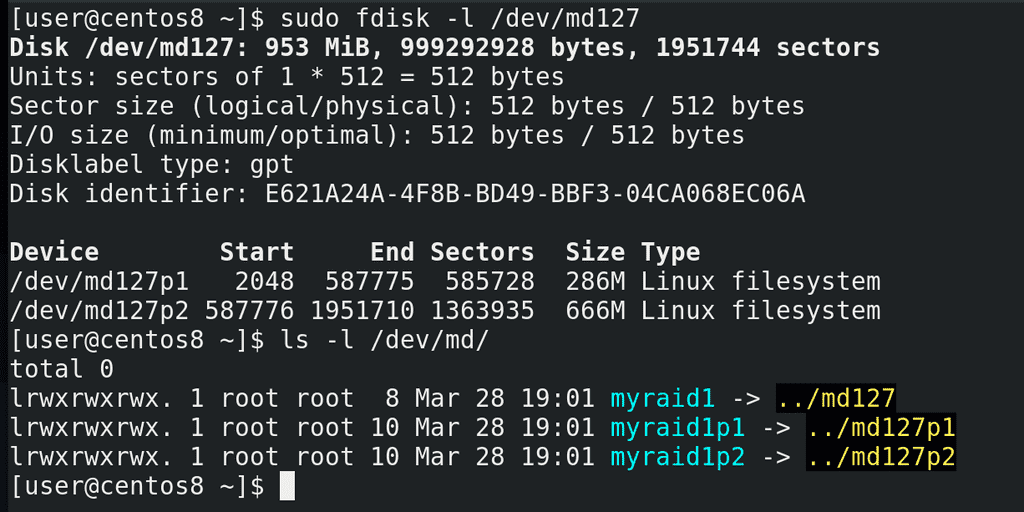 [user@centos8 ~]$ sudo fdisk -l /dev/md127
Disk /dev/md127: 953 MiB, 999292928 bytes, 1951744 sectors
Units: sectors of 1 * 512 = 512 bytes
Sector size (logical/physical): 512 bytes / 512 bytes
I/O size (minimum/optimal): 512 bytes / 512 bytes
Disklabel type: gpt
Disk identifier: E621A24A-4F8B-BD49-BBF3-04CA068EC06A

Device        Start     End Sectors  Size Type
/dev/md127p1   2048  587775  585728  286M Linux filesystem
/dev/md127p2 587776 1951710 1363935  666M Linux filesystem
[user@centos8 ~]$ ls -l /dev/md/
total 0
lrwxrwxrwx. 1 root root  8 Mar 28 19:01 myraid1 -> ../md127
lrwxrwxrwx. 1 root root 10 Mar 28 19:01 myraid1p1 -> ../md127p1
lrwxrwxrwx. 1 root root 10 Mar 28 19:01 myraid1p2 -> ../md127p2
[user@centos8 ~]$